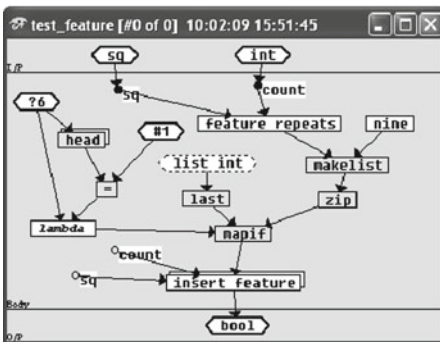 test_feature [#0 of 0] 10:02:09 15:51:45
sq int
I/P
sq count
?6
feature repeats nine
head #1
list int makelist
= last zip
lambda mapif
count
sq insert feature
Body
bool
O/P